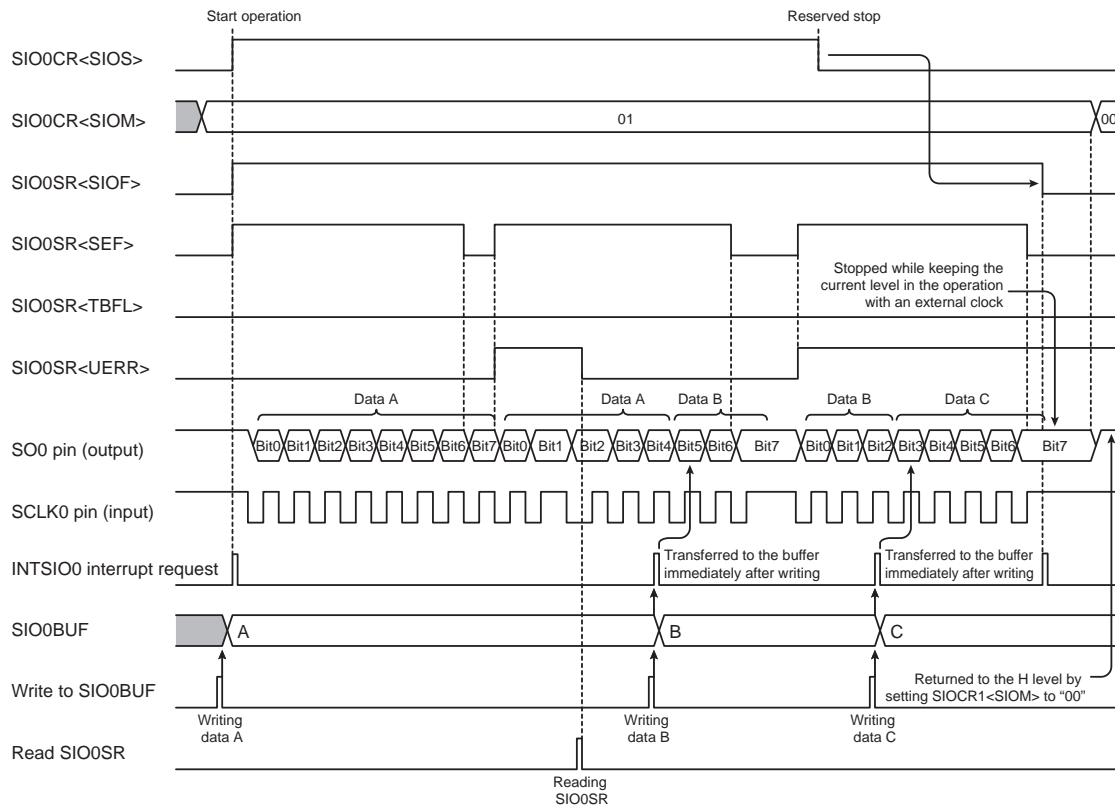 Start operation
Reserved stop
SIO0CR<SIOS>
SIO0CR<SIOM>
01
00
SIO0SR<SIOF>
SIO0SR<SEF>
Stopped while keeping the
current level in the operation
with an external clock
SIO0SR<TBFL>
SIO0SR<UERR>
Data A
Data A
Data B
Data B
Data C
SO0 pin (output)
Bit0 Bit1 Bit2 Bit3 Bit4 Bit5 Bit6 Bit7 Bit0 Bit1 Bit2 Bit3 Bit4 Bit5 Bit6 Bit7 Bit0 Bit1 Bit2 Bit3 Bit4 Bit5 Bit6 Bit7
SCLK0 pin (input)
INTSIO0 interrupt request
Transferred to the buffer
immediately after writing
Transferred to the buffer
immediately after writing
SIO0BUF
A
B
C
Write to SIO0BUF
Returned to the H level by
setting SIOCR1<SIOM> to “00”
Writing
data A
Writing
data B
Writing
data C
Read SIO0SR
Reading
SIO0SR